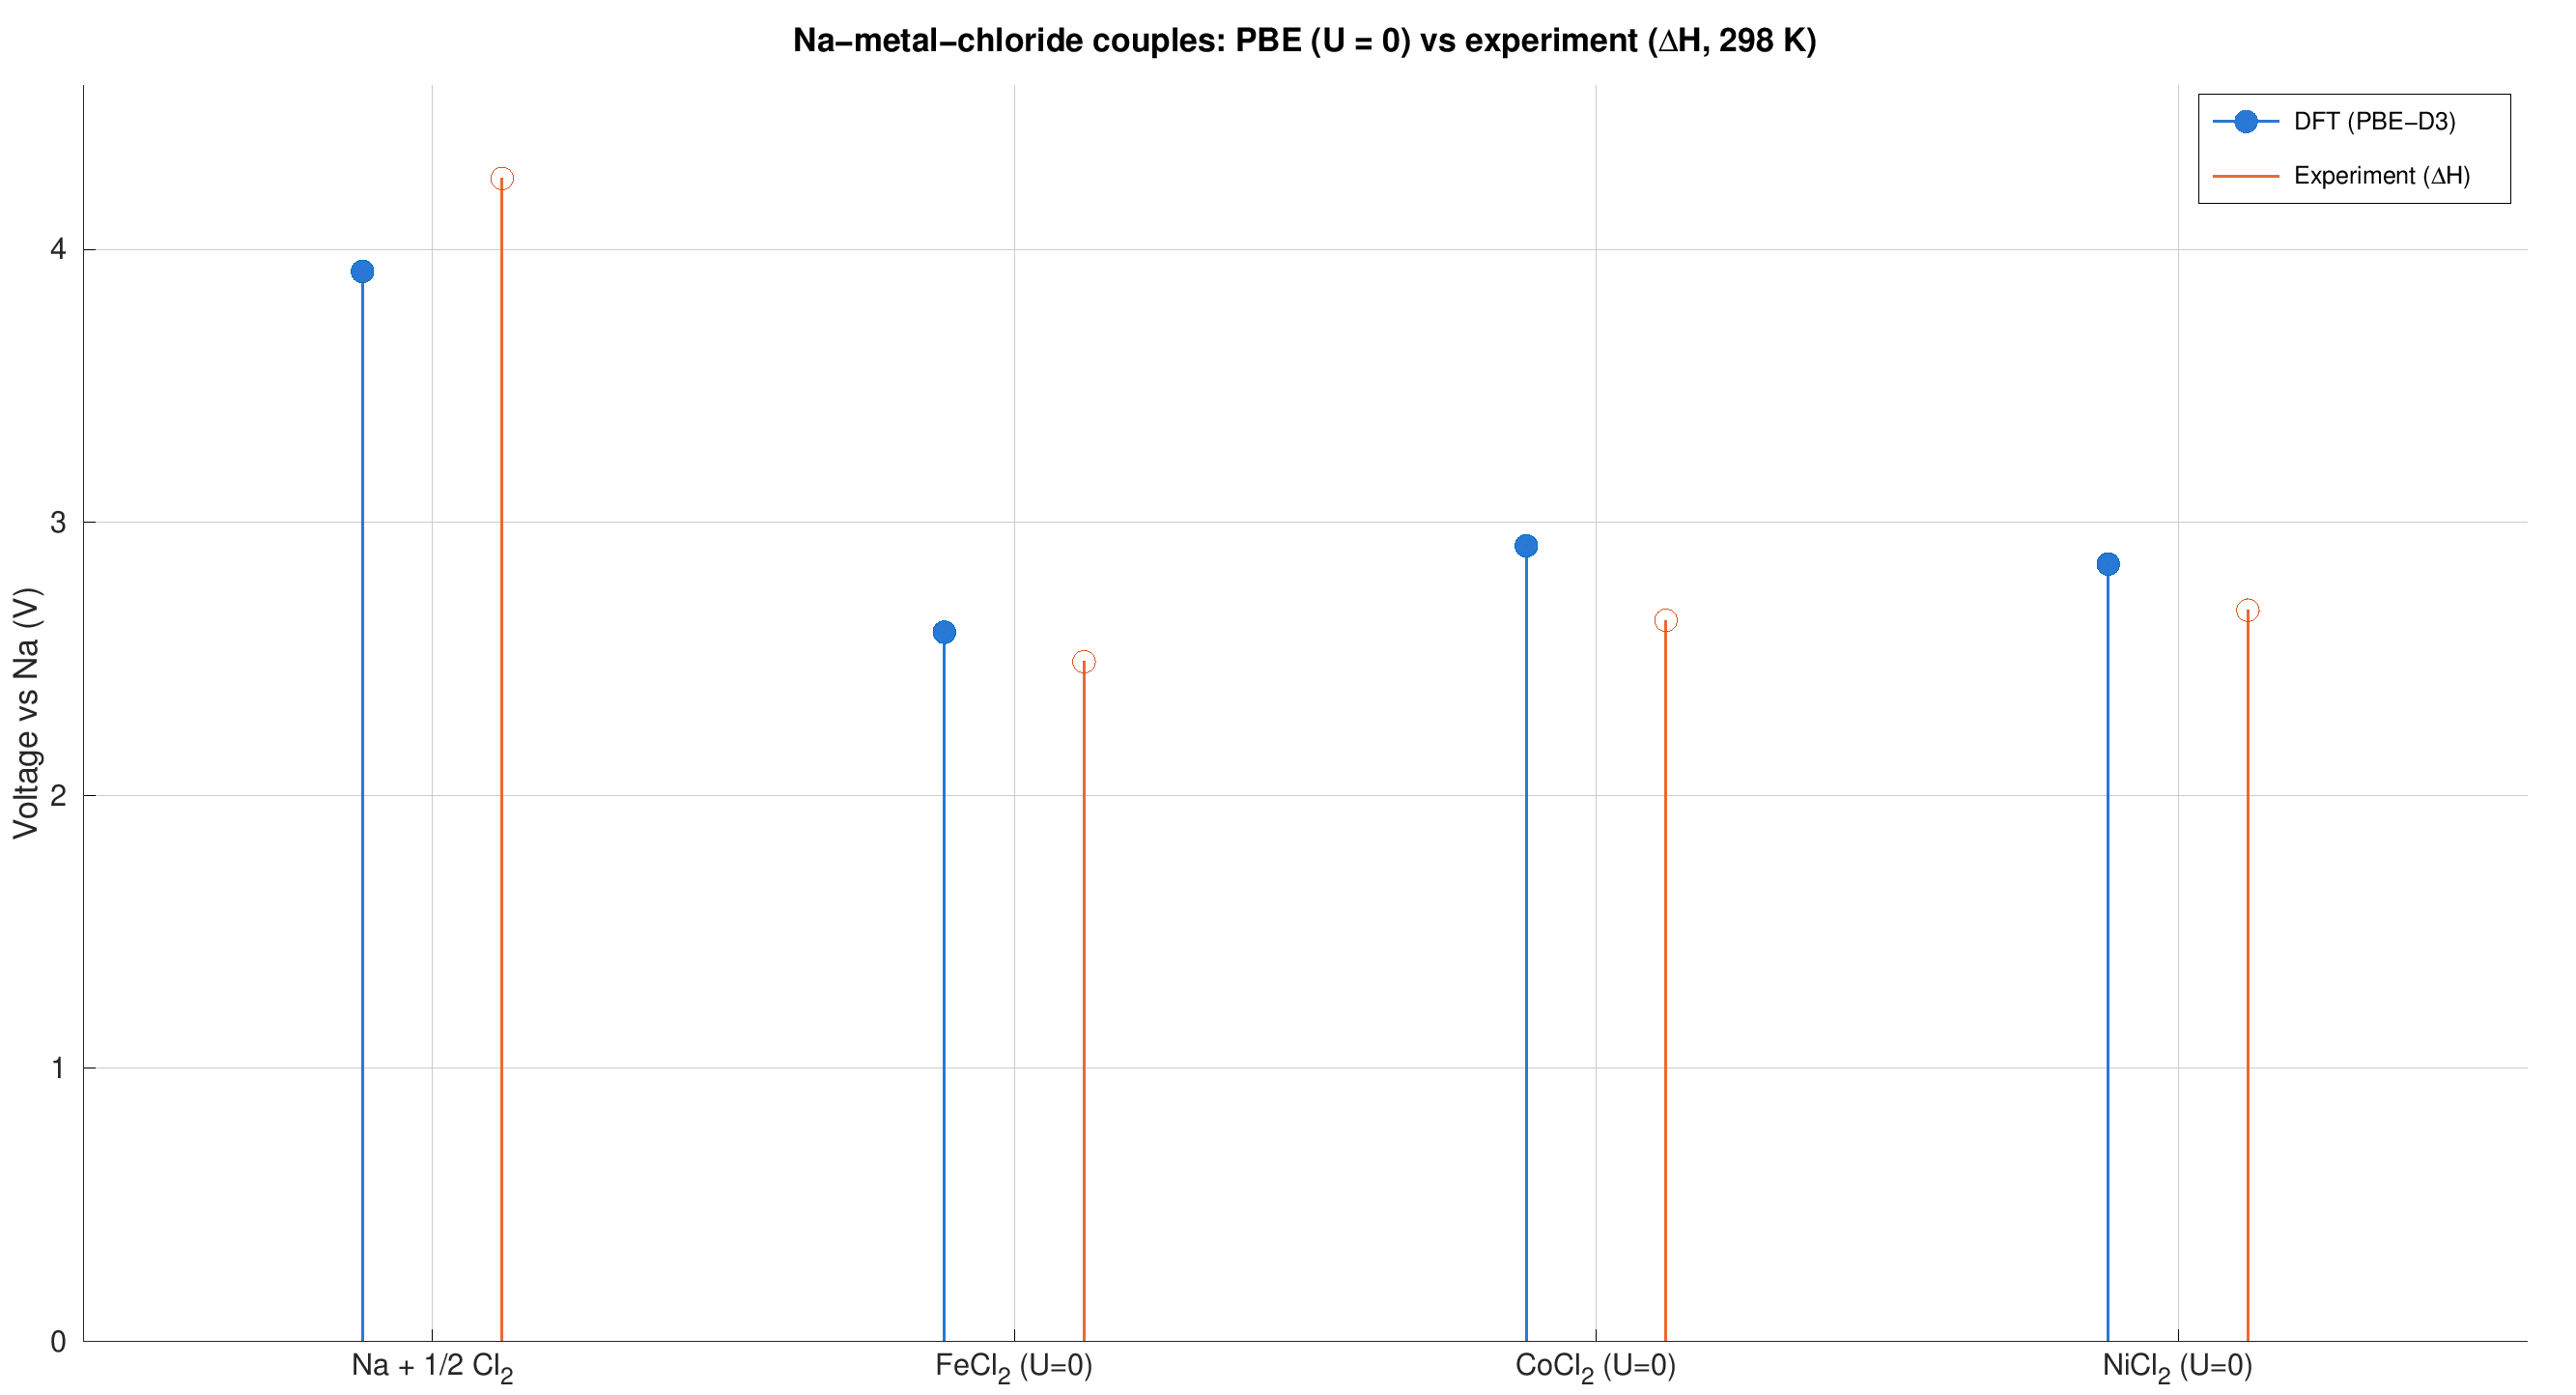 Na−metal−chloride couples: PBE (U = 0) vs experiment (ΔH, 298 K)
DFT (PBE−D3)
Experiment (ΔH)
Voltage vs Na (V)
4
3
2
1
0
Na + 1/2 Cl₂
FeCl₂ (U=0)
CoCl₂ (U=0)
NiCl₂ (U=0)